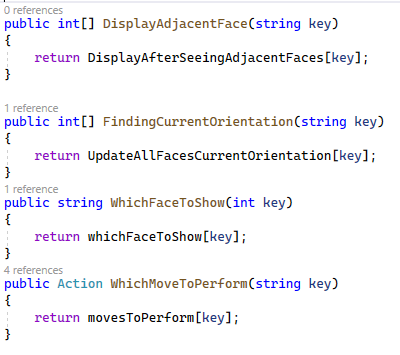 0 references
public int[] DisplayAdjacentFace(string key)
{
return DisplayAfterSeeingAdjacentFaces[key];
}
1 reference
public int[] FindingCurrentOrientation(string key)
{
return UpdateAllFacesCurrentOrientation[key];
}
1 reference
public string WhichFaceToShow(int key)
{
return whichFaceToShow[key];
}
4 references
public Action WhichMoveToPerform(string key)
{
return movesToPerform[key];
}